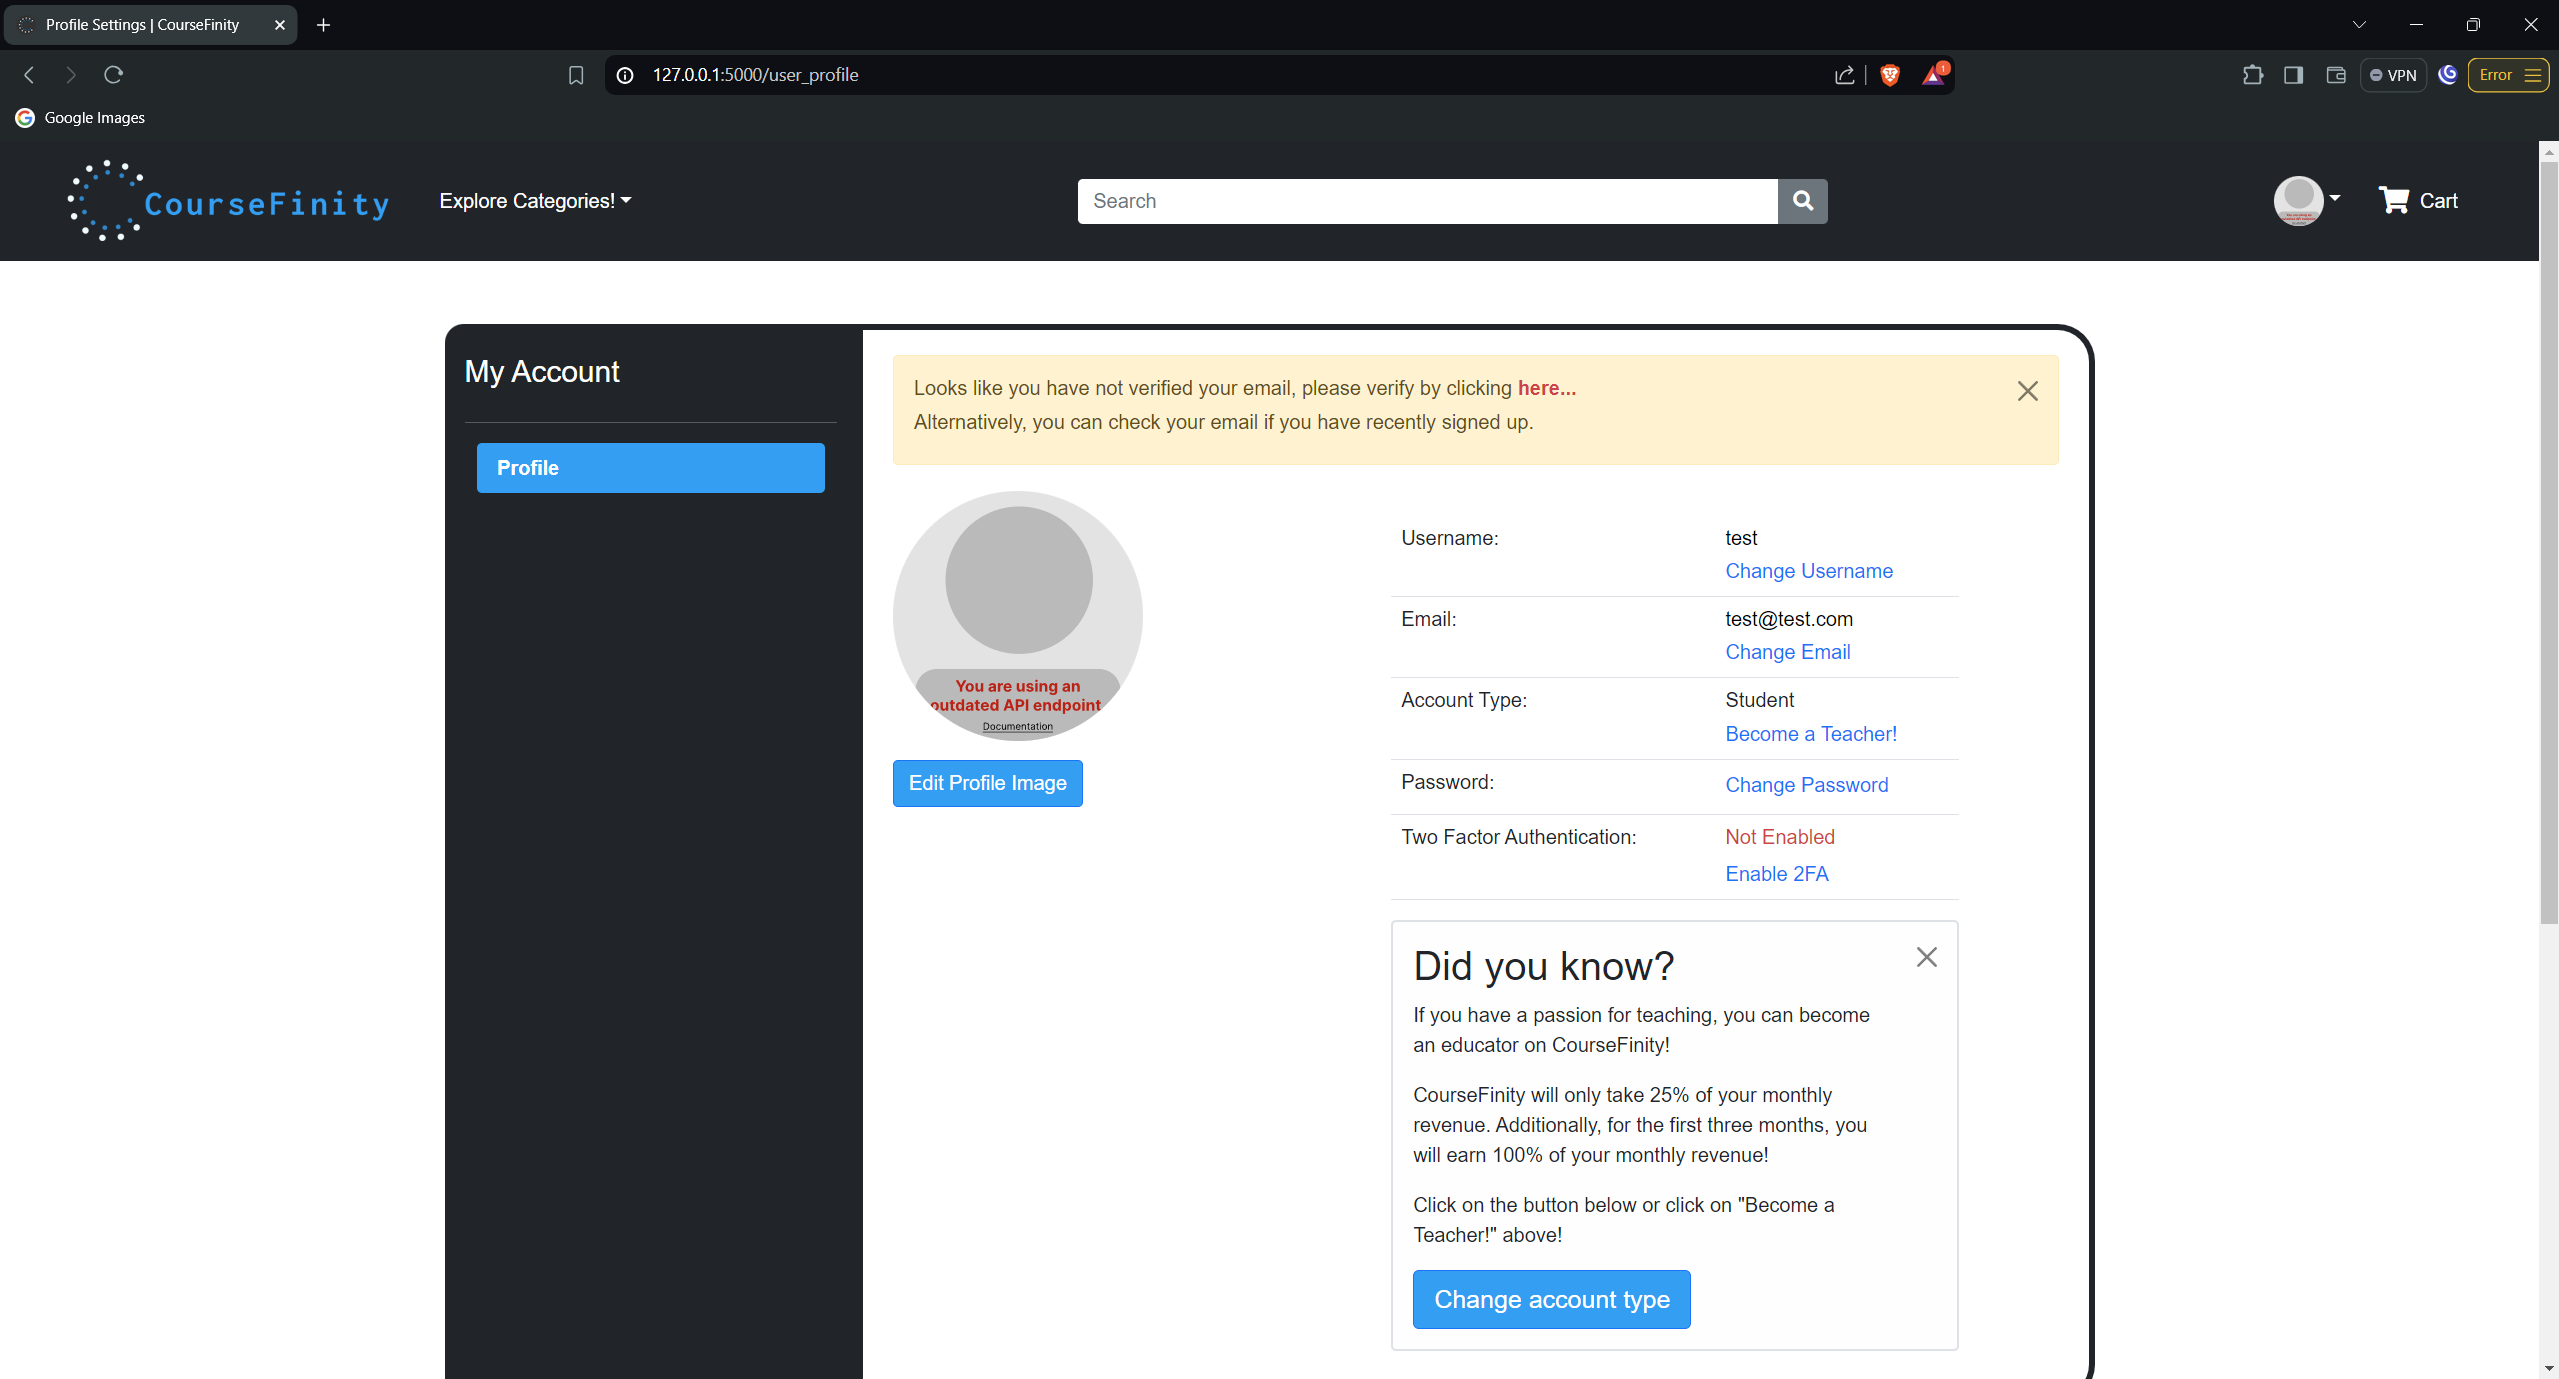 Profile Settings | CourseFinity
127.0.0.1:5000/user_profile
1
VPN
Error
Google Images
CourseFinity
Explore Categories!
Search
Cart
My Account
Profile
Looks like you have not verified your email, please verify by clicking here...
Alternatively, you can check your email if you have recently signed up.
You are using an
outdated API endpoint
Documentation
Edit Profile Image
Username:
test
Change Username
Email:
test@test.com
Change Email
Account Type:
Student
Become a Teacher!
Password:
Change Password
Two Factor Authentication:
Not Enabled
Enable 2FA
Did you know?
If you have a passion for teaching, you can become
an educator on CourseFinity!
CourseFinity will only take 25% of your monthly
revenue. Additionally, for the first three months, you
will earn 100% of your monthly revenue!
Click on the button below or click on "Become a
Teacher!" above!
Change account type